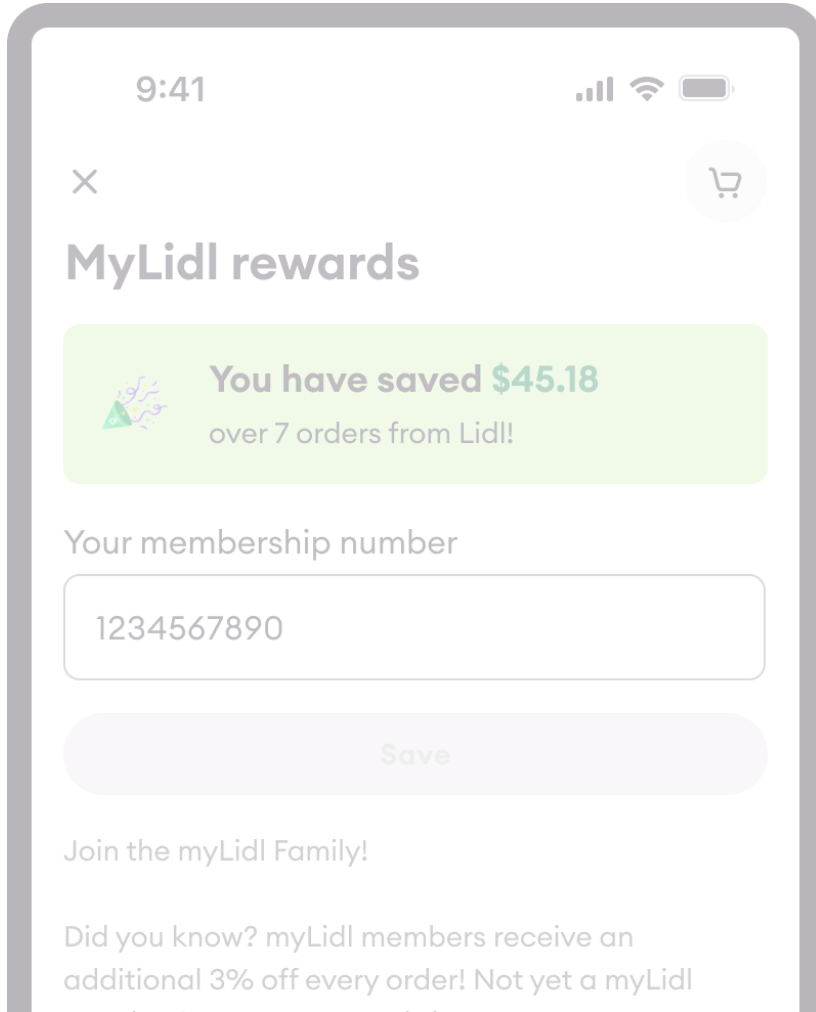 9:41
MyLidl rewards
You have saved $45.18
over 7 orders from Lidl!
Your membership number
1234567890
Save
Join the myLidl Family!
Did you know? myLidl members receive an
additional 3% off every order! Not yet a myLidl